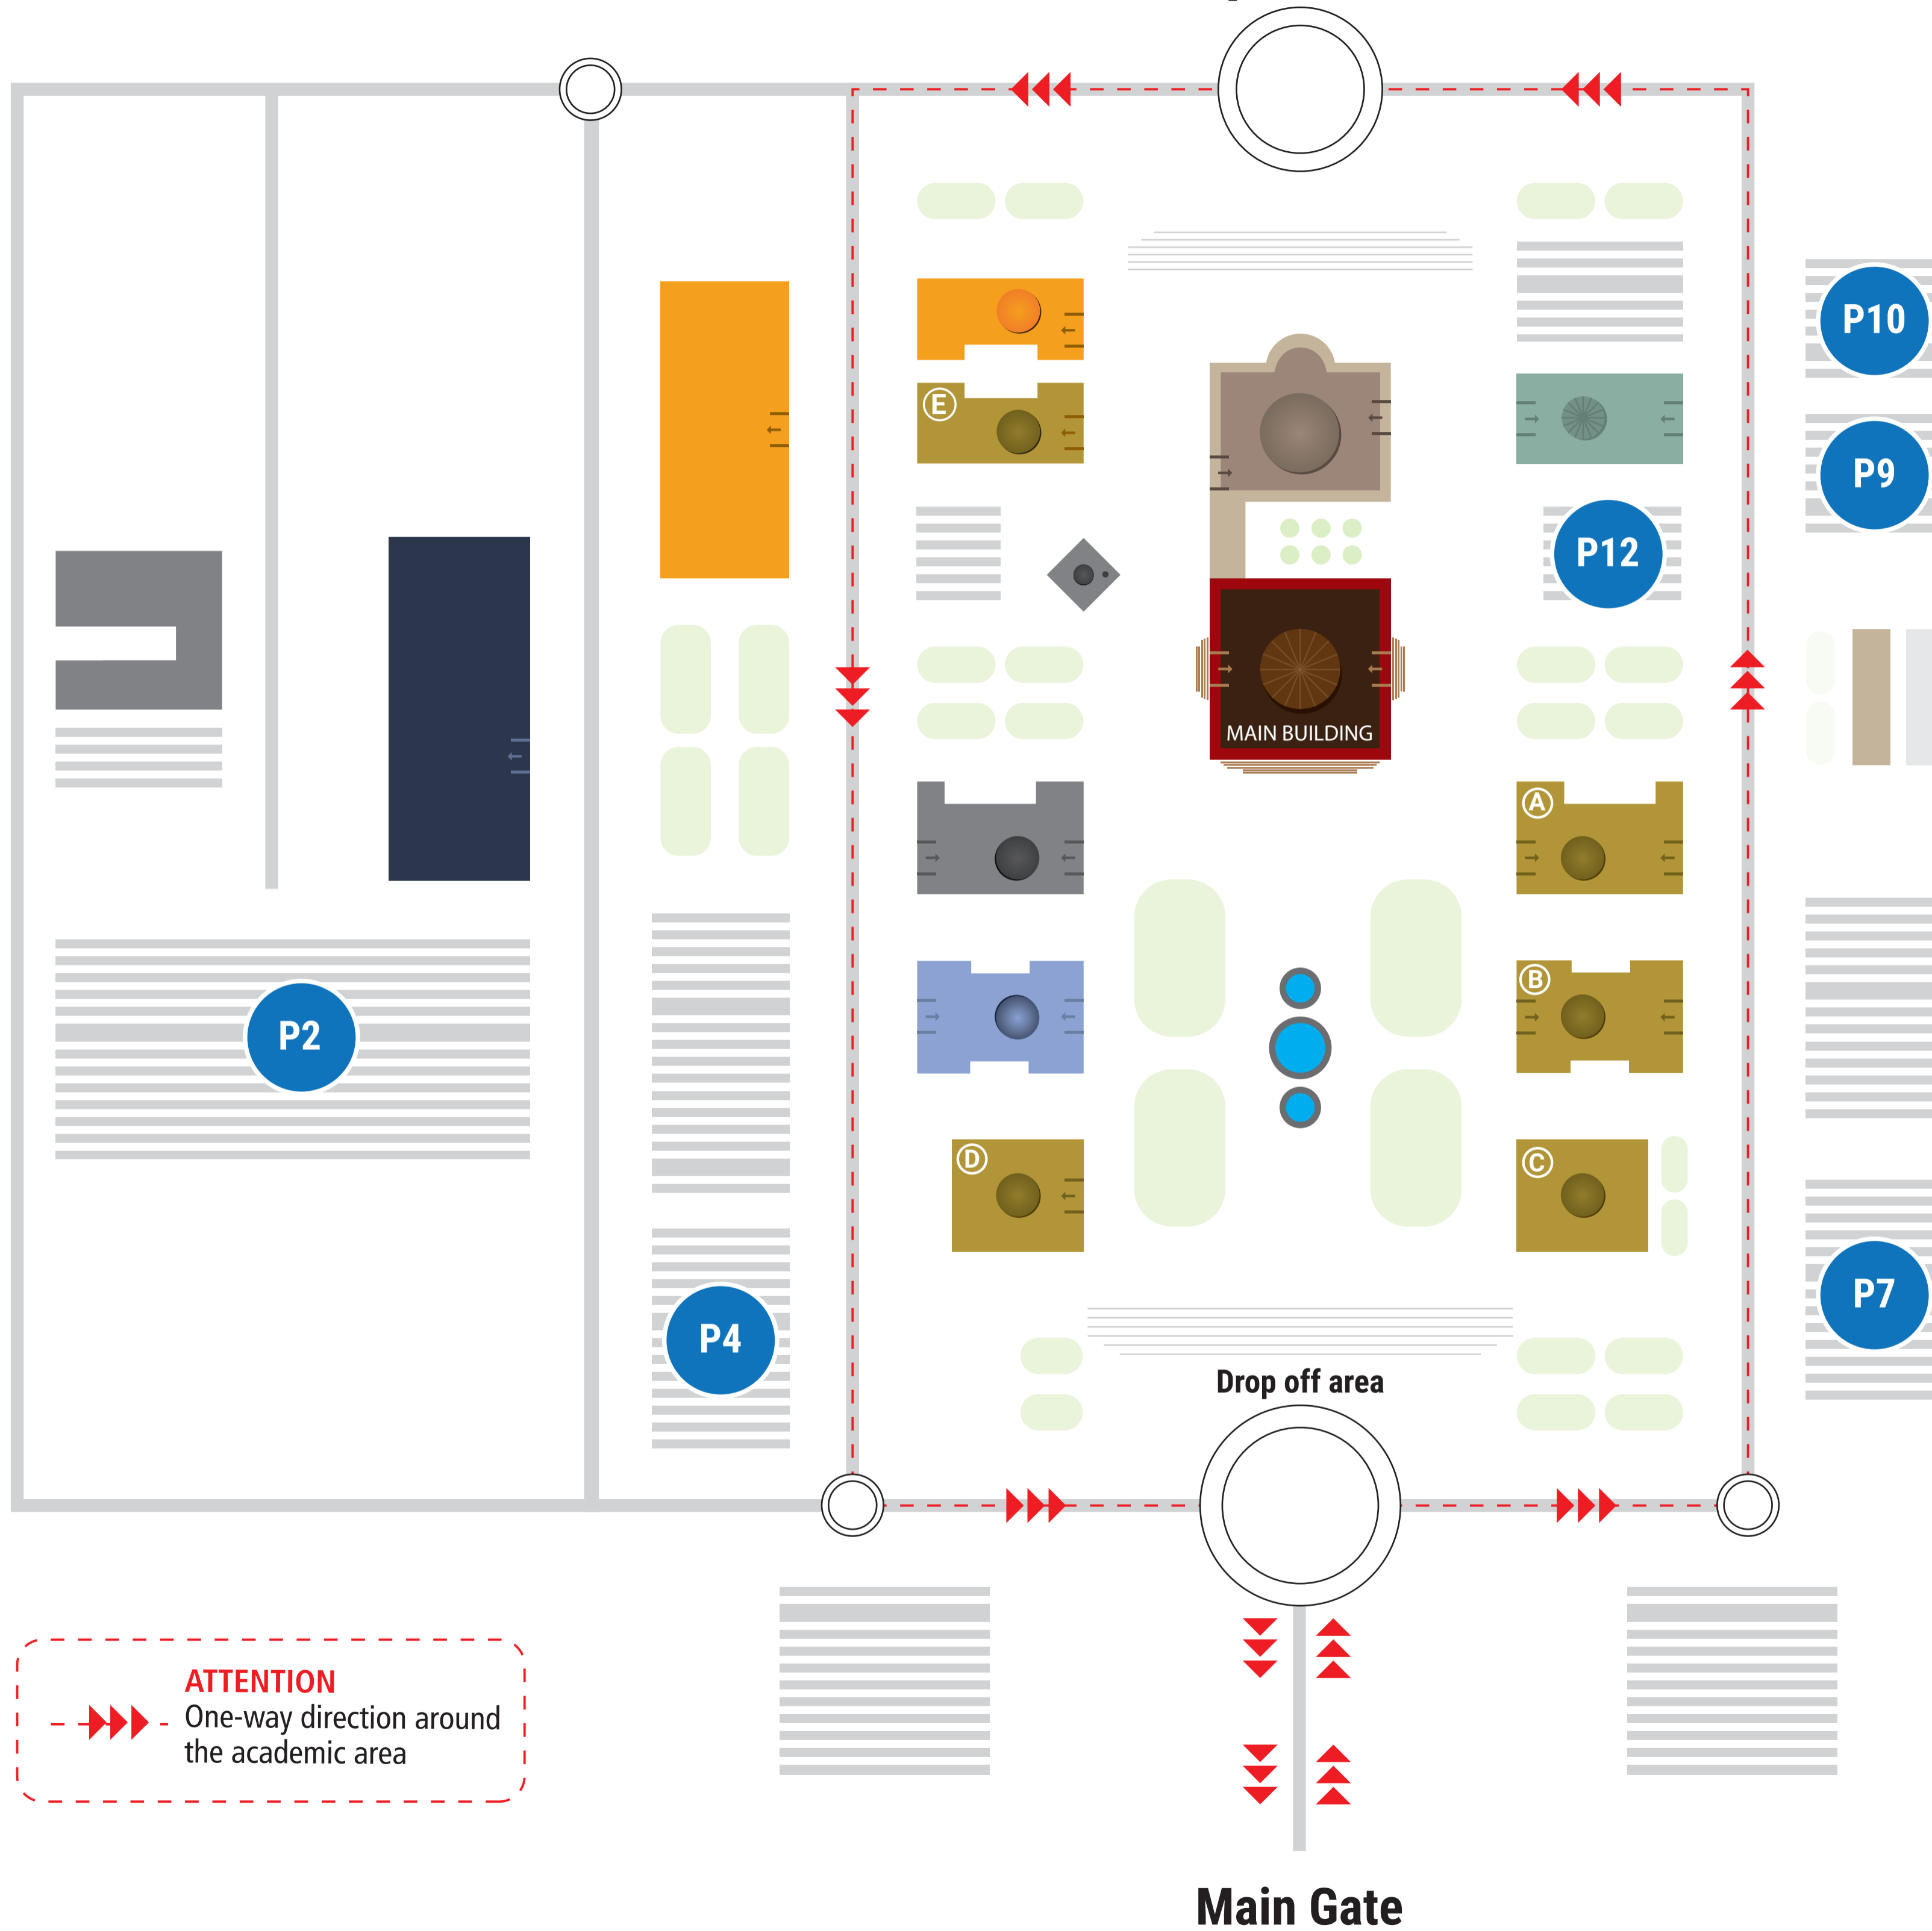 P10
E
P9
P12
MAIN BUILDING
A
B
P2
D
C
P7
P4
Drop off area
ATTENTION
One-way direction around
the academic area
Main Gate